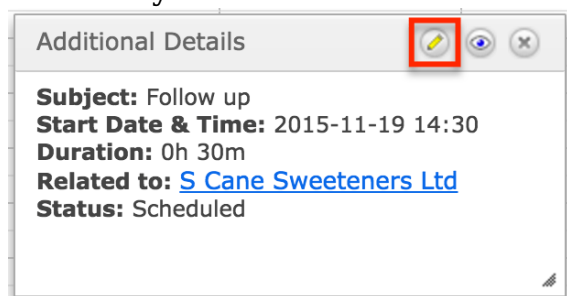 Additional Details
Subject: Follow up
Start Date & Time: 2015-11-19 14:30
Duration: 0h 30m
Related to: S Cane Sweeteners Ltd
Status: Scheduled